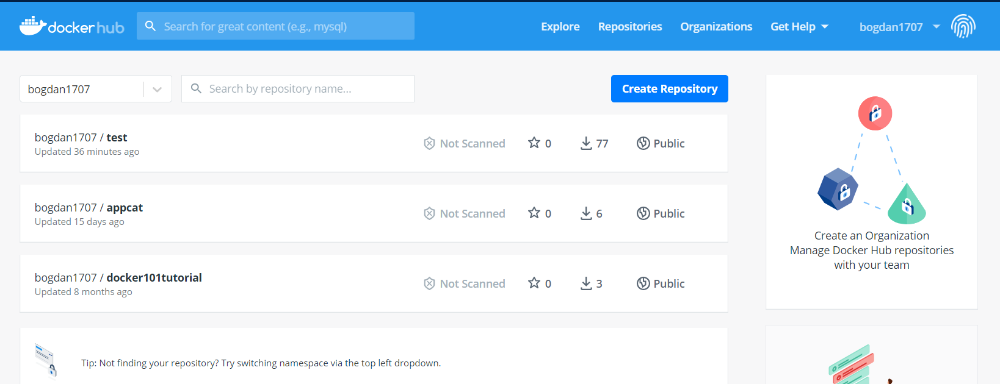 docker hub
Search for great content (e.g., mysql)
Explore
Repositories
Organizations
Get Help
bogdan1707
bogdan1707
Search by repository name...
Create Repository
bogdan1707 / test
Updated 36 minutes ago
Not Scanned
0
77
Public
bogdan1707 / appcat
Updated 15 days ago
Not Scanned
0
6
Public
bogdan1707 / docker101tutorial
Updated 8 months ago
Not Scanned
0
3
Public
Tip: Not finding your repository? Try switching namespace via the top left dropdown.
Create an Organization
Manage Docker Hub repositories
with your team